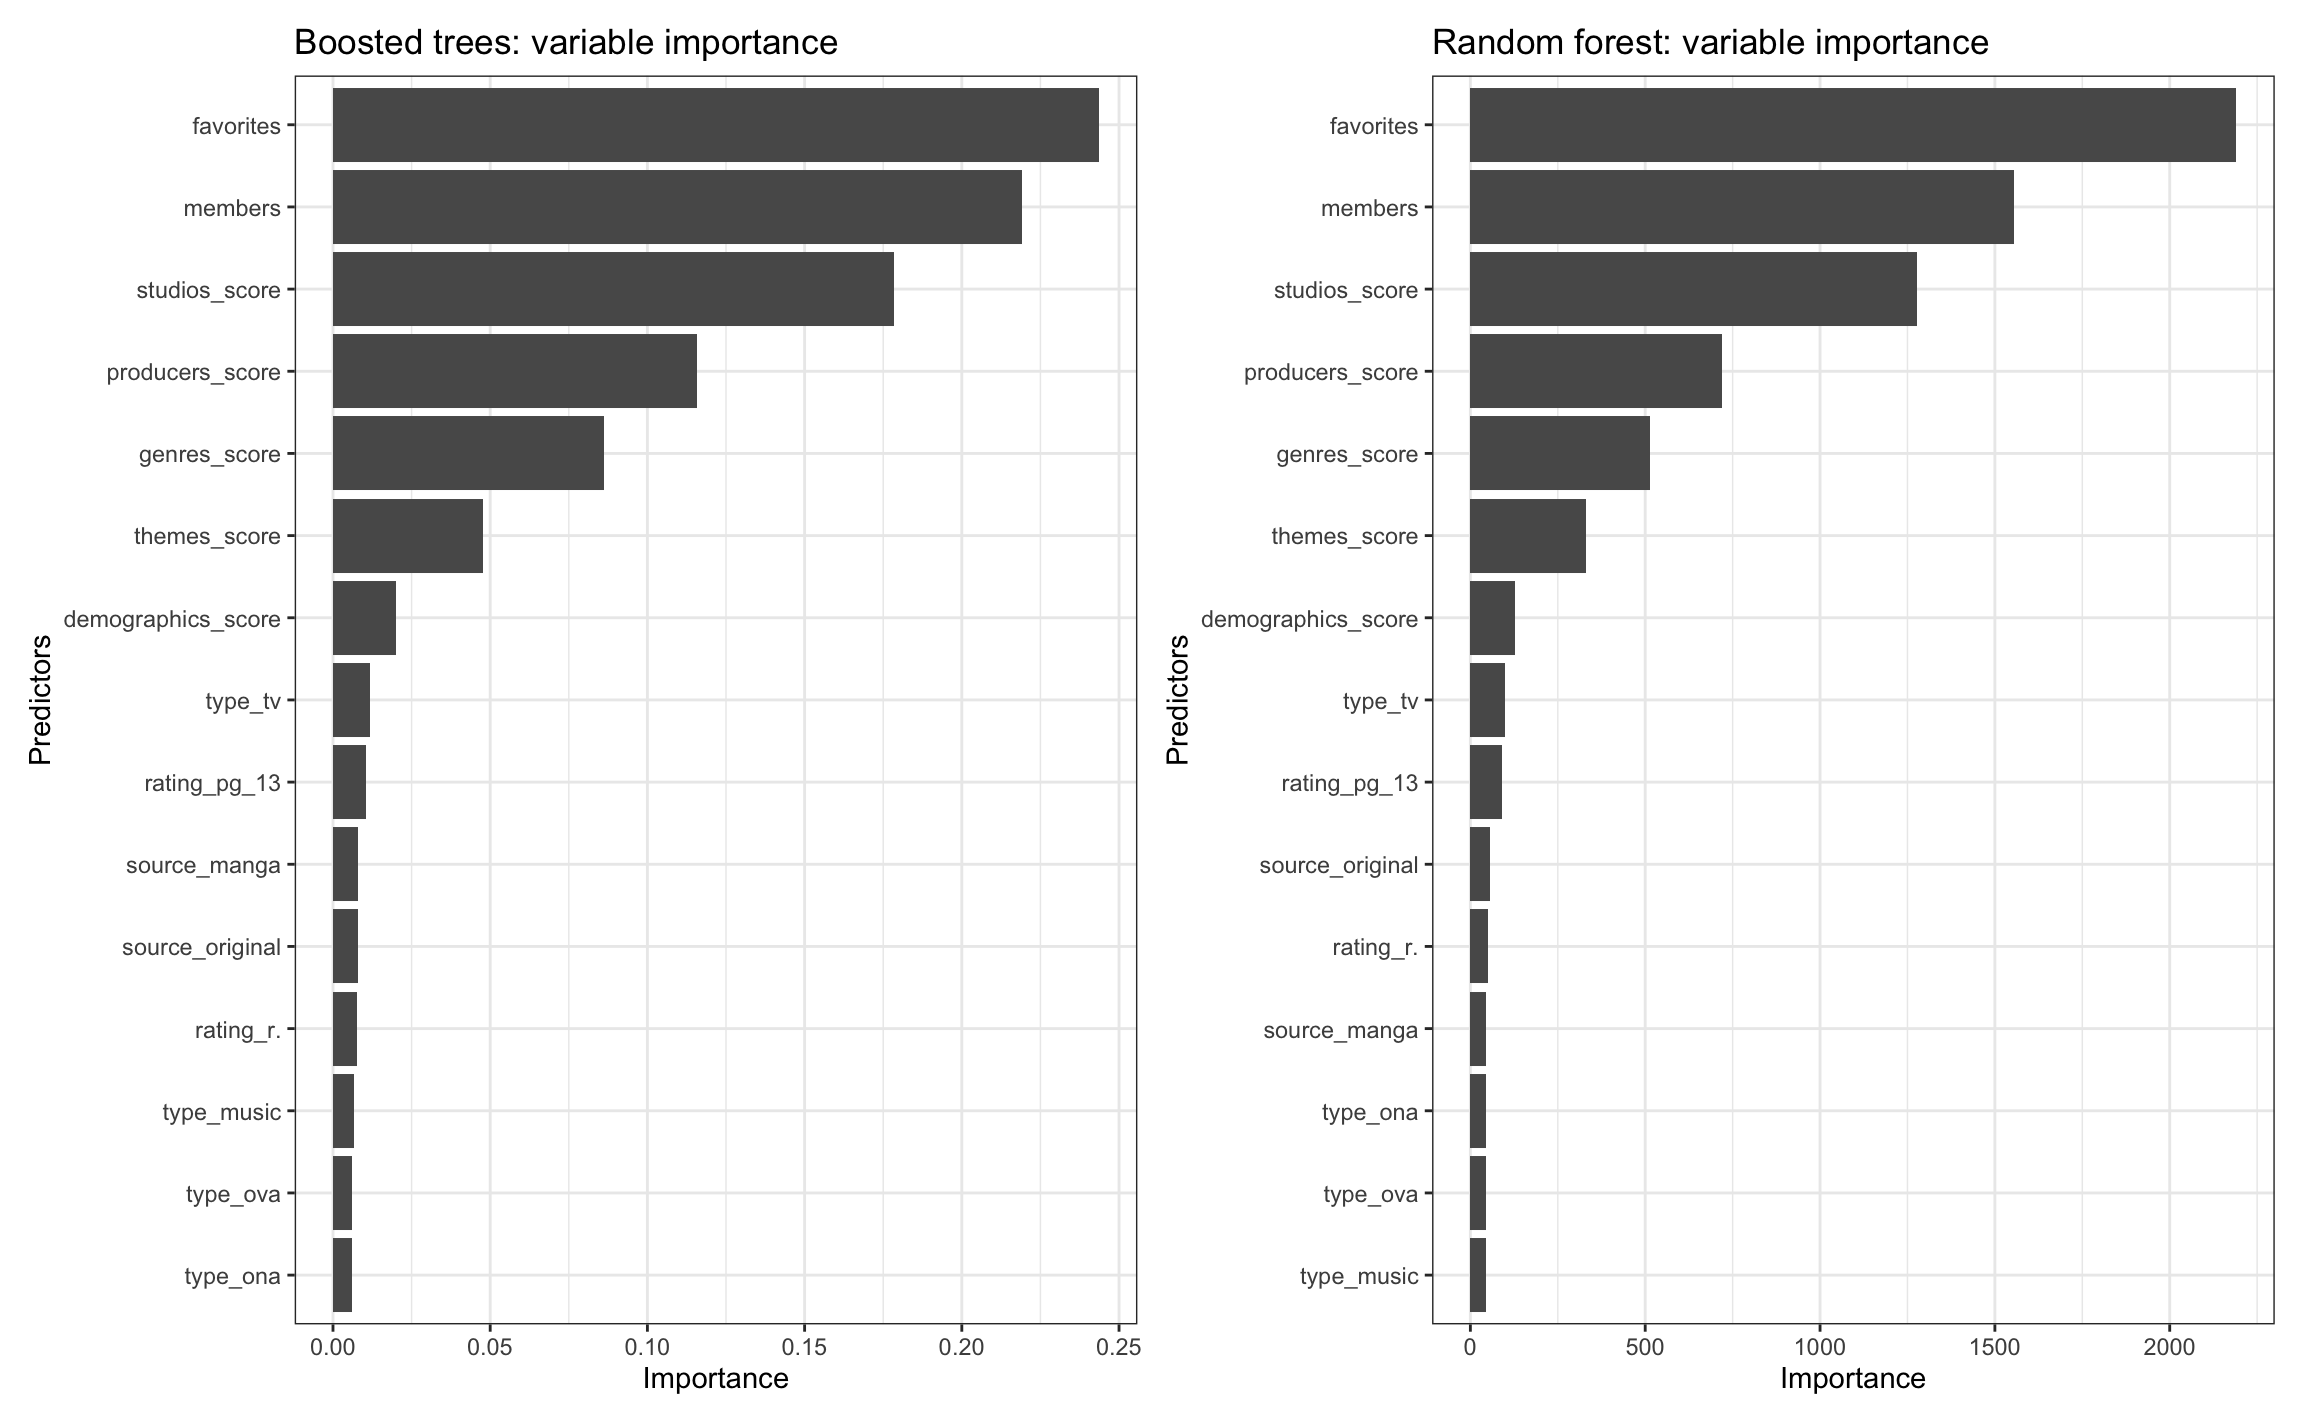 Boosted trees: variable importance
Predictors
favorites
members
studios_score
producers_score
genres_score
themes_score
demographics_score
type_tv
rating_pg_13
source_manga
source_original
rating_r.
type_music
type_ova
type_ona
0.00 0.05 0.10 0.15 0.20 0.25
Importance
Random forest: variable importance
Predictors
favorites
members
studios_score
producers_score
genres_score
themes_score
demographics_score
type_tv
rating_pg_13
source_original
rating_r.
source_manga
type_ona
type_ova
type_music
0 500 1000 1500 2000
Importance